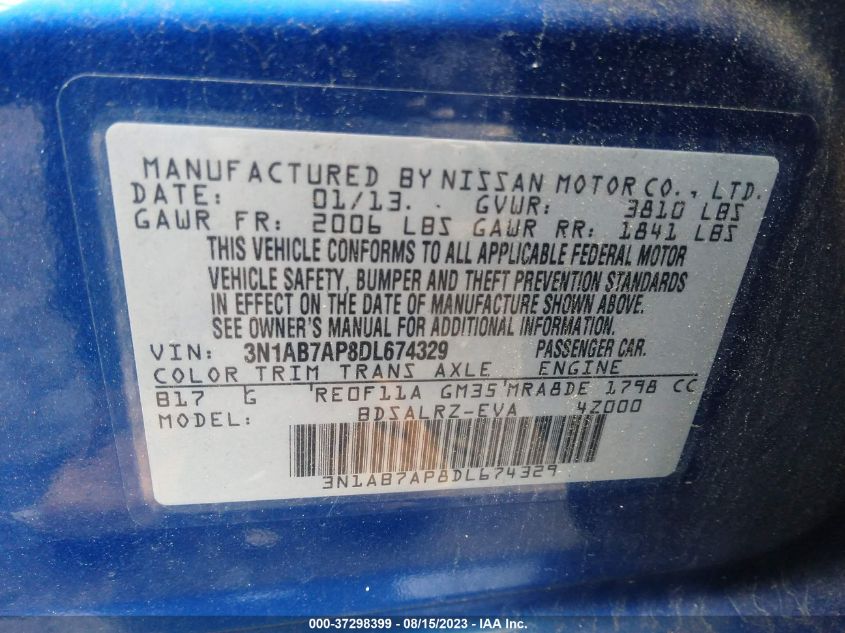 MANUFACTURED BY NISSAN MOTOR CO., LTD.
DATE: 01/13. GVWR: 3810 LBS
GAWR FR: 2006 LBS GAWR RR: 1841 LBS
THIS VEHICLE CONFORMS TO ALL APPLICABLE FEDERAL MOTOR
VEHICLE SAFETY, BUMPER AND THEFT PREVENTION STANDARDS
IN EFFECT ON THE DATE OF MANUFACTURE SHOWN ABOVE.
SEE OWNER'S MANUAL FOR ADDITIONAL INFORMATION.
VIN: 3N1AB7AP8DL674329 PASSENGER CAR.
COLOR TRIM TRANS AXLE ENGINE
B17 G 'RE0F11A GM35'MRA8DE 1798 CC
MODEL: BDSALRZ-EVA 4Z000
3N1AB7AP8DL674329
000-37298399 - 08/15/2023 - IAA Inc.